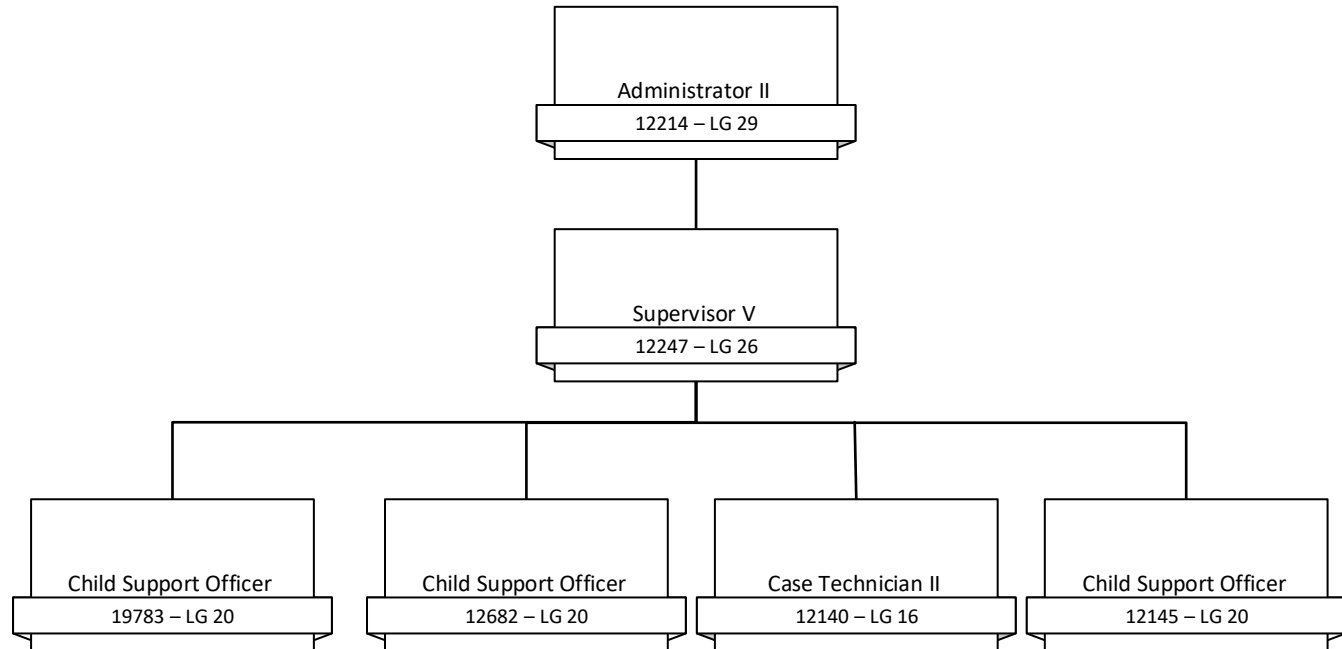 Administrator II
12214 – LG 29
Supervisor V
12247 – LG 26
Child Support Officer
19783 – LG 20
Child Support Officer
12682 – LG 20
Case Technician II
12140 – LG 16
Child Support Officer
12145 – LG 20